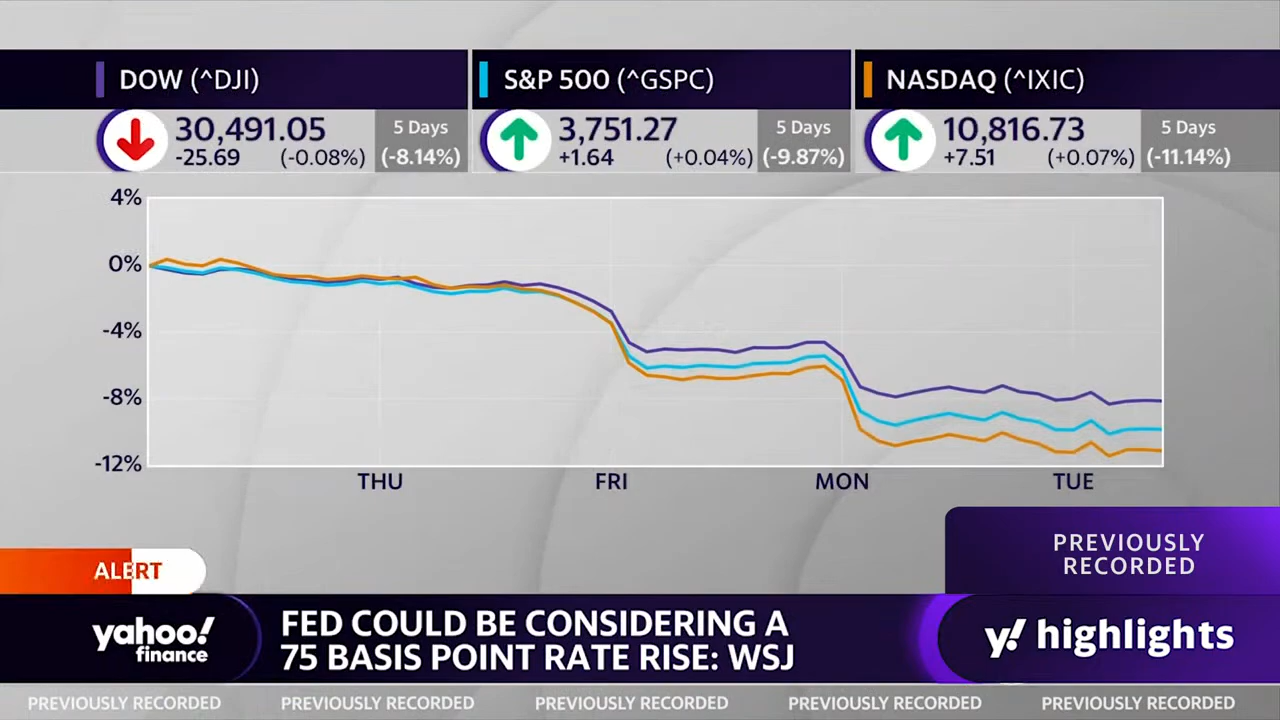 DOW (^DJI)
30,491.05
-25.69 (-0.08%)
5 Days
(-8.14%)
S&P 500 (^GSPC)
3,751.27
+1.64 (+0.04%)
5 Days
(-9.87%)
NASDAQ (^IXIC)
10,816.73
+7.51 (+0.07%)
5 Days
(-11.14%)
4%
0%
-4%
-8%
-12%
THU FRI MON TUE
PREVIOUSLY
RECORDED
ALERT
yahoo!
finance
FED COULD BE CONSIDERING A
75 BASIS POINT RATE RISE: WSJ
y! highlights
PREVIOUSLY RECORDED PREVIOUSLY RECORDED PREVIOUSLY RECORDED PREVIOUSLY RECORDED PREVIOUSLY RECORDED